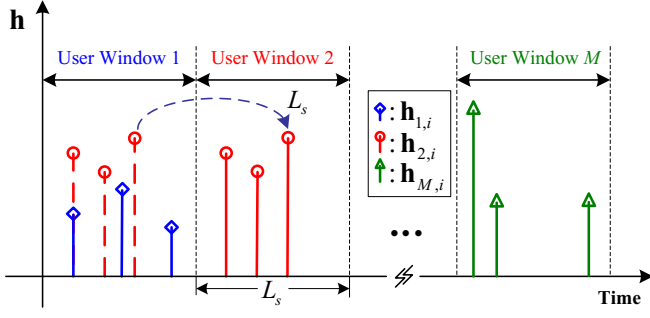 h
User Window 1 User Window 2 User Window M
L_s
: h_{1,i}
: h_{2,i}
: h_{M,i}
•••
L_s
Time